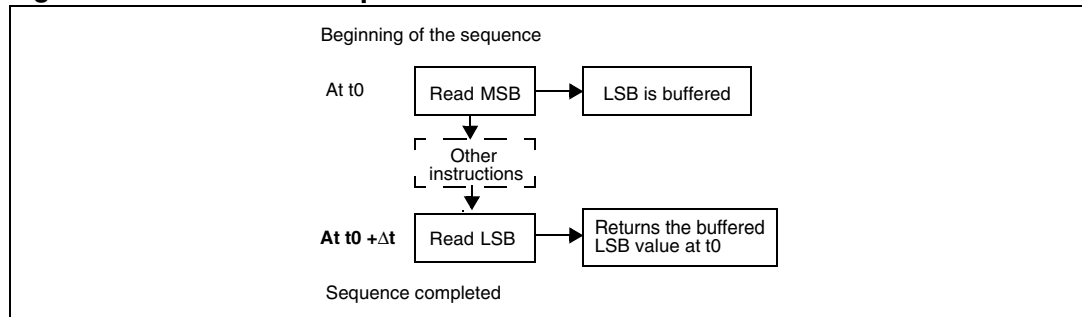 Beginning of the sequence
At t0
Read MSB
LSB is buffered
Other
instructions
At t0 +Δt
Read LSB
Returns the buffered
LSB value at t0
Sequence completed